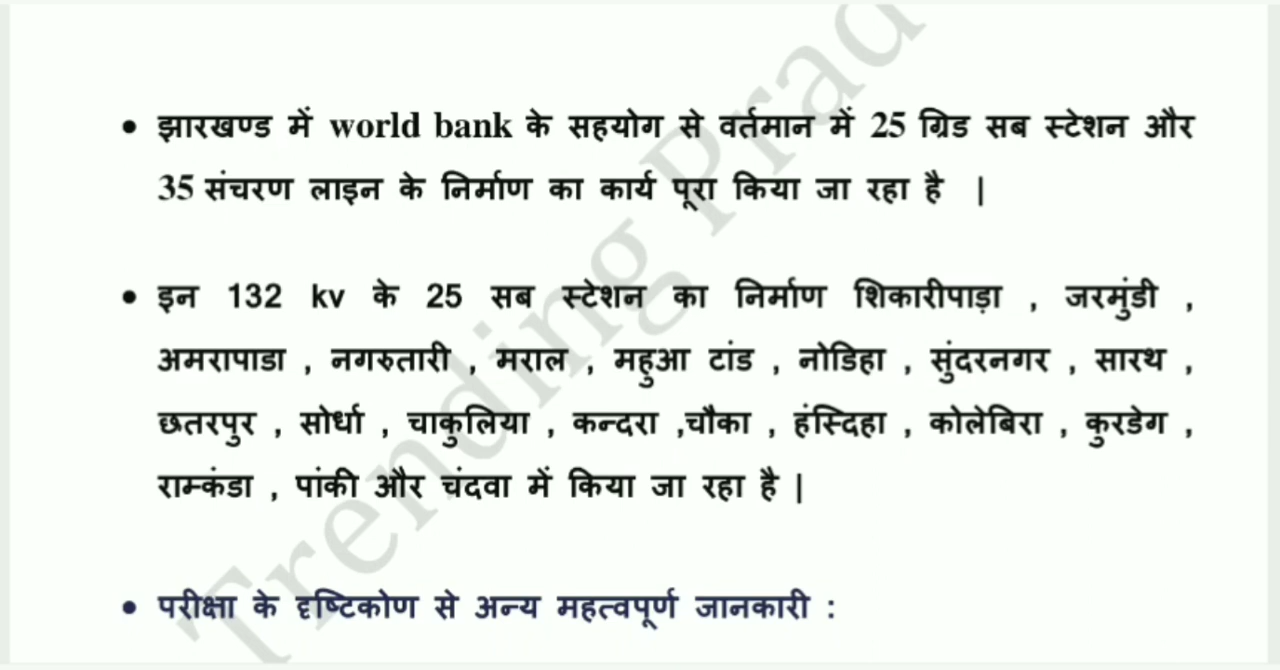 • झारखण्ड में world bank के सहयोग से वर्तमान में 25 ग्रिड सब स्टेशन और
35 संचरण लाइन के निर्माण का कार्य पूरा किया जा रहा है |
• इन 132 kv के 25 सब स्टेशन का निर्माण शिकारीपाड़ा , जरमुंडी ,
अमरापाडा , नगरुतारी , मराल , महुआ टांड , नोडिहा , सुंदरनगर , सारथ ,
छतरपुर , सोर्धा , चाकुलिया , कन्दरा ,चौका , हंस्दिहा , कोलेबिरा , कुरडेग ,
राम्कंडा , पांकी और चंदवा में किया जा रहा है |
• परीक्षा के दृष्टिकोण से अन्य महत्वपूर्ण जानकारी :
Trending Prad